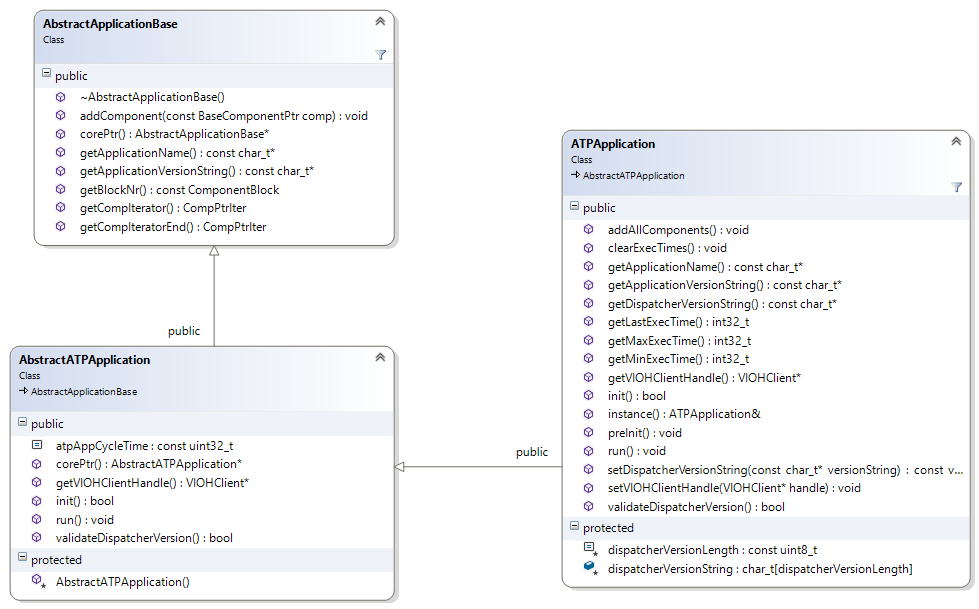 AbstractApplicationBase
Class
public
~AbstractApplicationBase()
addComponent(const BaseComponentPtr comp) : void
corePtr() : AbstractApplicationBase*
getApplicationName() : const char_t*
getApplicationVersionString() : const char_t*
getBlockNr() : const ComponentBlock
getCompIterator() : CompPtrIter
getCompIteratorEnd() : CompPtrIter
public
AbstractATPApplication
Class
AbstractApplicationBase
public
atpAppCycleTime : const uint32_t
corePtr() : AbstractATPApplication*
getVIOHClientHandle() : VIOHClient*
init() : bool
run() : void
validateDispatcherVersion() : bool
protected
AbstractATPApplication()
public
ATPApplication
Class
AbstractATPApplication
public
addAllComponents() : void
clearExecTimes() : void
getApplicationName() : const char_t*
getApplicationVersionString() : const char_t*
getDispatcherVersionString() : const char_t*
getLastExecTime() : int32_t
getMaxExecTime() : int32_t
getMinExecTime() : int32_t
getVIOHClientHandle() : VIOHClient*
init() : bool
instance() : ATPApplication&
preInit() : void
run() : void
setDispatcherVersionString(const char_t* versionString) : const v...
setVIOHClientHandle(VIOHClient* handle) : void
validateDispatcherVersion() : bool
protected
dispatcherVersionLength : const uint8_t
dispatcherVersionString : char_t[dispatcherVersionLength]